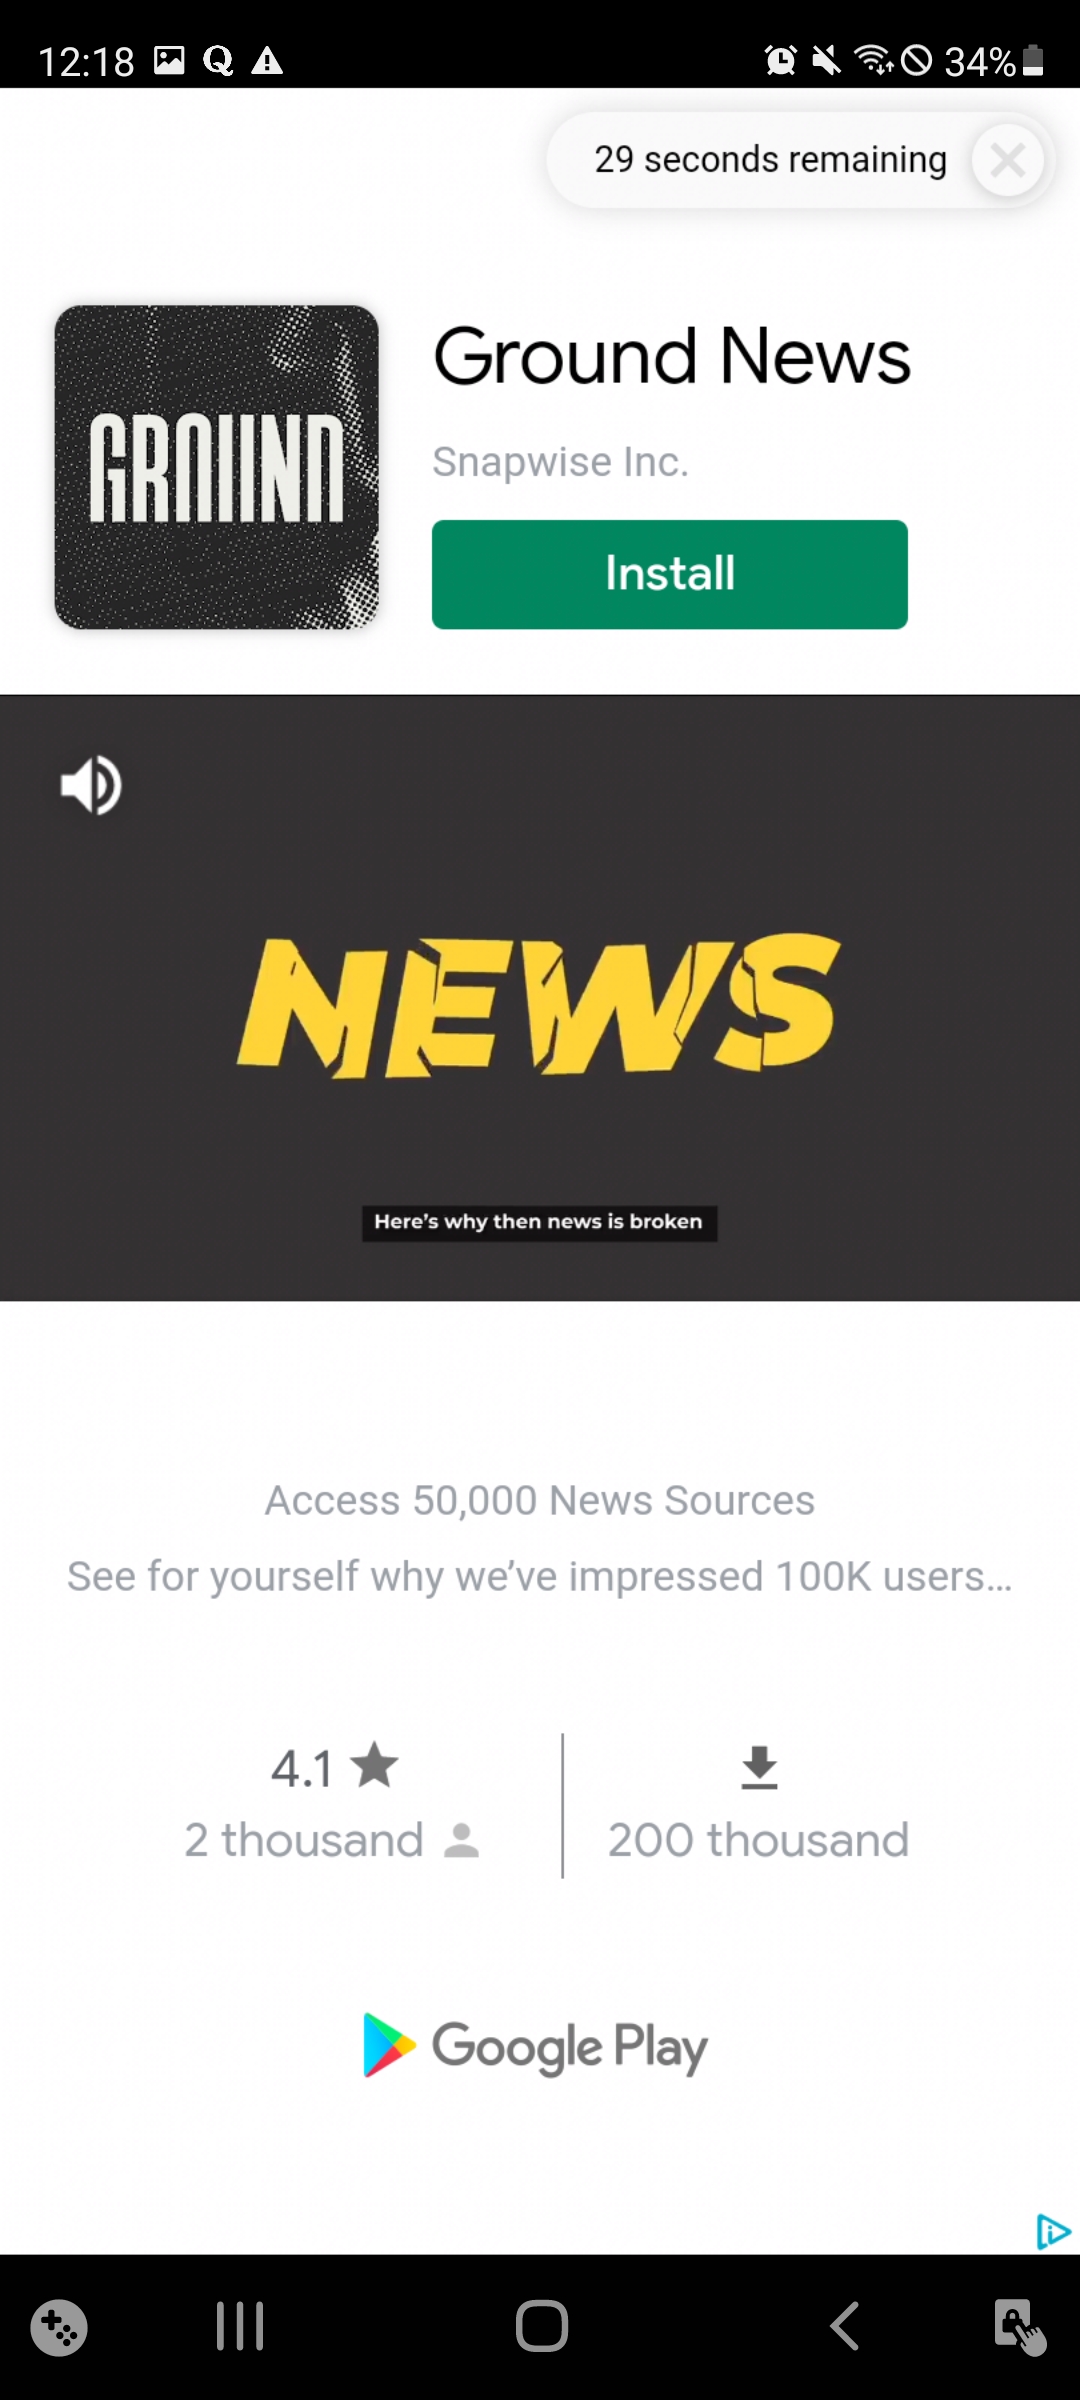 12:18
34%
29 seconds remaining
GROUND
Ground News
Snapwise Inc.
Install
NEWS
Here's why then news is broken
Access 50,000 News Sources
See for yourself why we've impressed 100K users...
4.1
2 thousand
200 thousand
Google Play